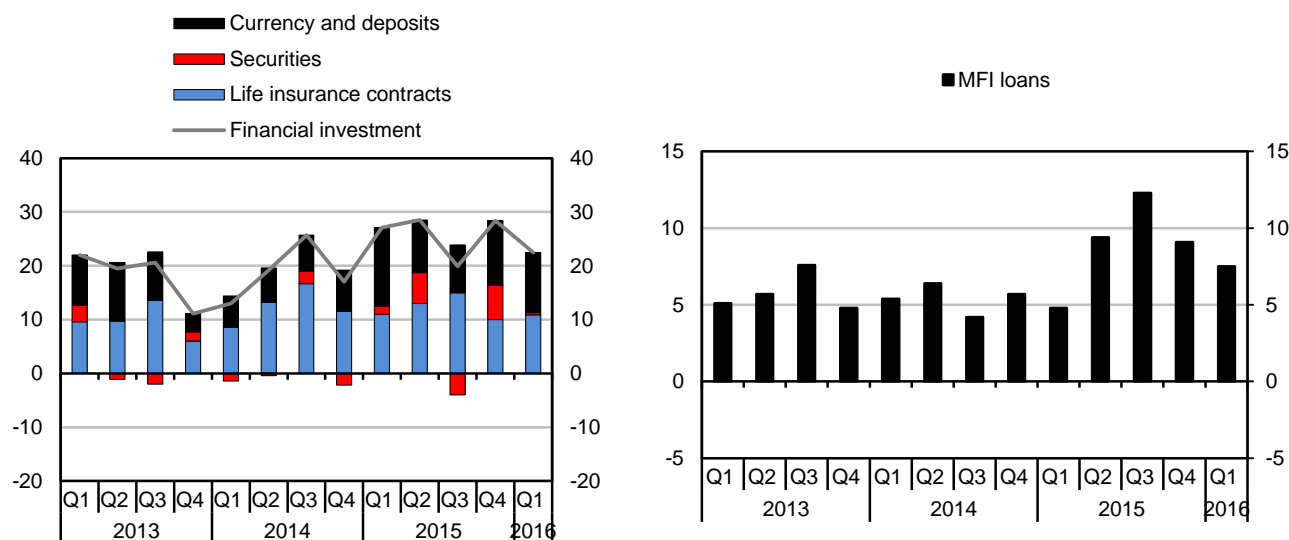 Currency and deposits
Securities
Life insurance contracts
Financial investment
40 40
30 30
20 20
10 10
0 0
-10 -10
-20 -20
Q1 Q2 Q3 Q4 Q1 Q2 Q3 Q4 Q1 Q2 Q3 Q4 Q1
2013 2014 2015 2016
MFI loans
15 15
10 10
5 5
0 0
-5 -5
Q1 Q2 Q3 Q4 Q1 Q2 Q3 Q4 Q1 Q2 Q3 Q4 Q1
2013 2014 2015 2016